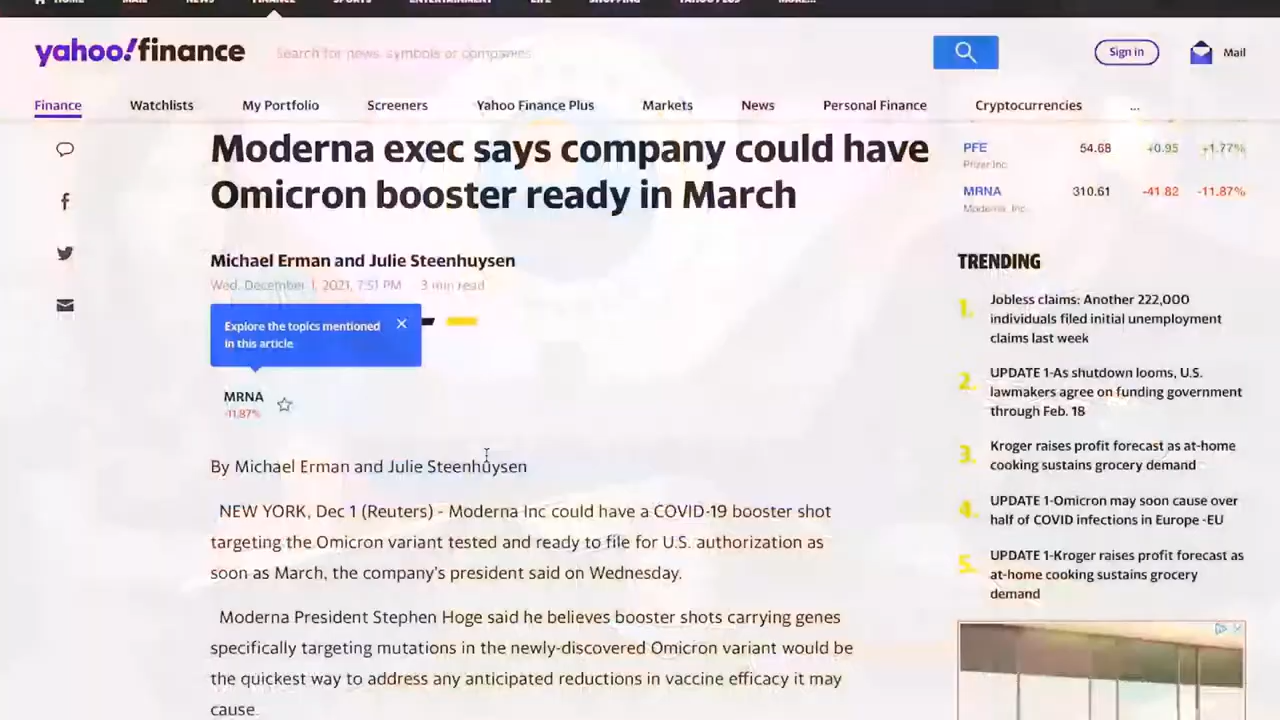 HOME MAIL NEWS FINANCE SPORTS ENTERTAINMENT LIFE SHOPPING YAHOO PLUS MORE...
yahoo!finance
Search for news, symbols or companies
Sign in
Mail
Finance Watchlists My Portfolio Screeners Yahoo Finance Plus Markets News Personal Finance Cryptocurrencies ...
Moderna exec says company could have
Omicron booster ready in March
Michael Erman and Julie Steenhuysen
Wed, December 1, 2021, 7:51 PM · 3 min read
Explore the topics mentioned
in this article
MRNA
-11.87%
By Michael Erman and Julie Steenhuysen
NEW YORK, Dec 1 (Reuters) - Moderna Inc could have a COVID-19 booster shot
targeting the Omicron variant tested and ready to file for U.S. authorization as
soon as March, the company's president said on Wednesday.
Moderna President Stephen Hoge said he believes booster shots carrying genes
specifically targeting mutations in the newly-discovered Omicron variant would be
the quickest way to address any anticipated reductions in vaccine efficacy it may
cause.
PFE 54.68 +0.95 +1.77%
Pfizer Inc.
MRNA 310.61 -41.82 -11.87%
Moderna, Inc.
TRENDING
1. Jobless claims: Another 222,000
individuals filed initial unemployment
claims last week
2. UPDATE 1-As shutdown looms, U.S.
lawmakers agree on funding government
through Feb. 18
3. Kroger raises profit forecast as at-home
cooking sustains grocery demand
4. UPDATE 1-Omicron may soon cause over
half of COVID infections in Europe -EU
5. UPDATE 1-Kroger raises profit forecast as
at-home cooking sustains grocery
demand